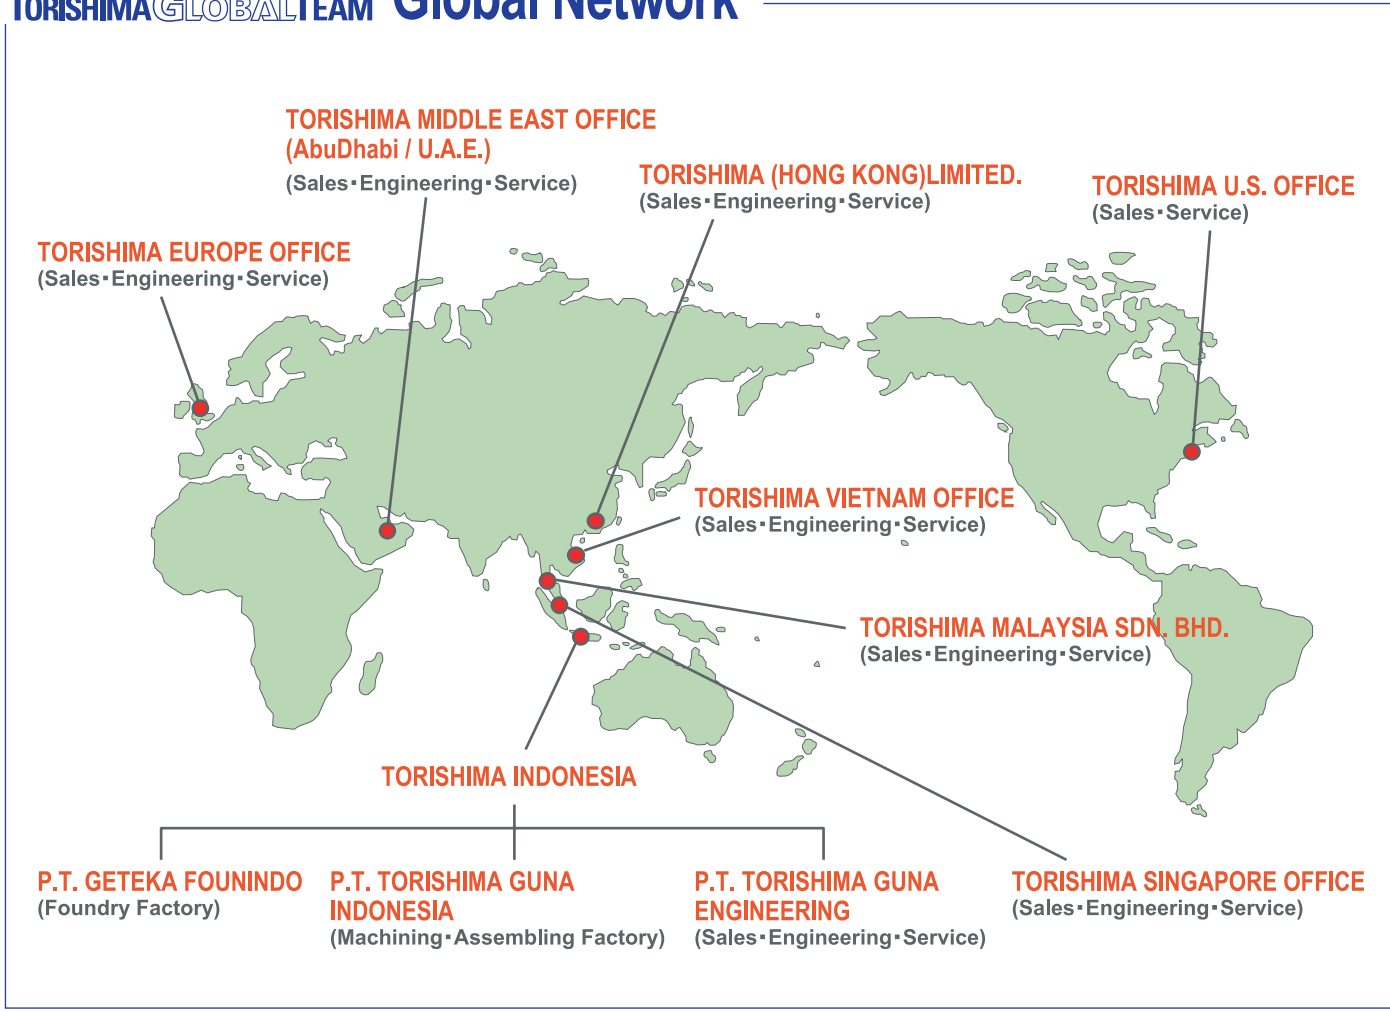 TORISHIMA GLOBAL TEAM Global Network
TORISHIMA MIDDLE EAST OFFICE
(AbuDhabi / U.A.E.)
(Sales▪Engineering▪Service)
TORISHIMA (HONG KONG)LIMITED.
(Sales▪Engineering▪Service)
TORISHIMA U.S. OFFICE
(Sales▪Service)
TORISHIMA EUROPE OFFICE
(Sales▪Engineering▪Service)
TORISHIMA VIETNAM OFFICE
(Sales▪Engineering▪Service)
TORISHIMA MALAYSIA SDN. BHD.
(Sales▪Engineering▪Service)
TORISHIMA INDONESIA
P.T. GETEKA FOUNINDO
(Foundry Factory)
P.T. TORISHIMA GUNA
INDONESIA
(Machining▪Assembling Factory)
P.T. TORISHIMA GUNA
ENGINEERING
(Sales▪Engineering▪Service)
TORISHIMA SINGAPORE OFFICE
(Sales▪Engineering▪Service)